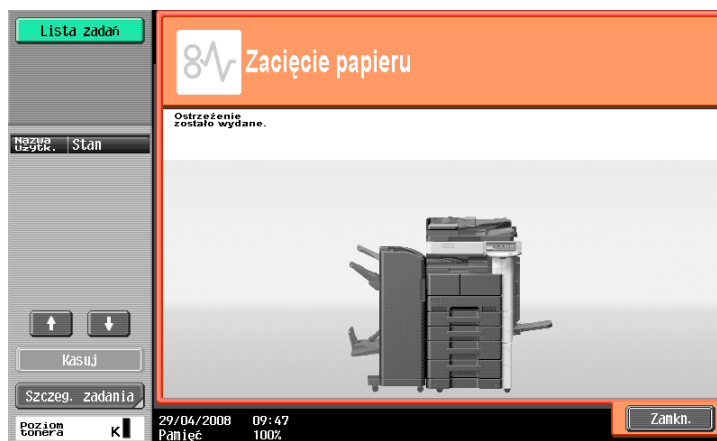 Lista zadań
Zacięcie papieru
Ostrzeżenie
zostało wydane.
Nazwa
użytk.
Stan
Kasuj
Szczeg. zadania
Poziom
tonera
K
29/04/2008 09:47
Pamięć 100%
Zamkn.